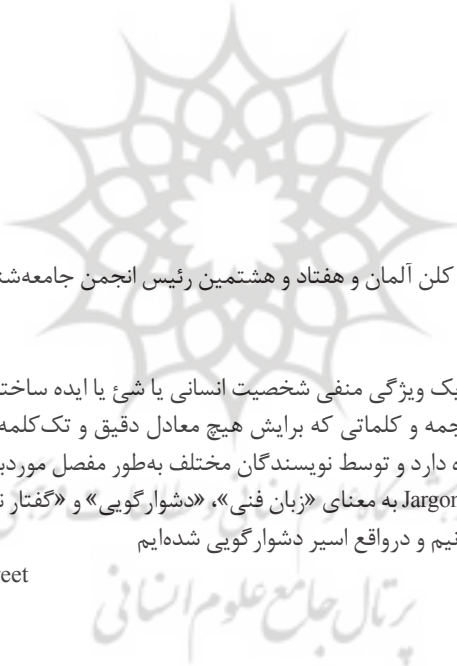 کلن آلمان و هفتاد و هشتمین رئیس انجمن جامعه‌شن
یک ویژگی منفی شخصیت انسانی یا شئ یا ایده ساخت
جمه و کلماتی که برایش هیچ معادل دقیق و تک‌کلمه
ه دارد و توسط نویسندگان مختلف به‌طور مفصل موردب
Jargon به معنای «زبان فنی»، «دشوارگویی» و «گفتار ن
نیم و درواقع اسیر دشوارگویی شده‌ایم
reet
پرتال جامع علوم انسانی